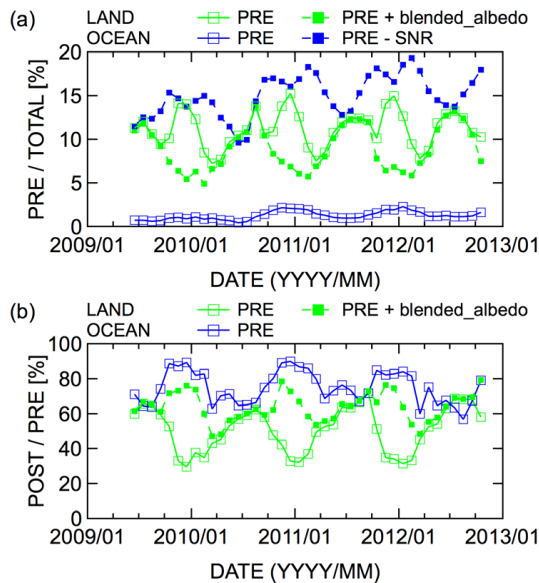 (a) LAND PRE PRE + blended_albedo
OCEAN PRE PRE - SNR
PRE / TOTAL [%]
20
15
10
5
0
2009/01 2010/01 2011/01 2012/01 2013/01
DATE (YYYY/MM)
(b) LAND PRE PRE + blended_albedo
OCEAN PRE
POST / PRE [%]
100
80
60
40
20
0
2009/01 2010/01 2011/01 2012/01 2013/01
DATE (YYYY/MM)